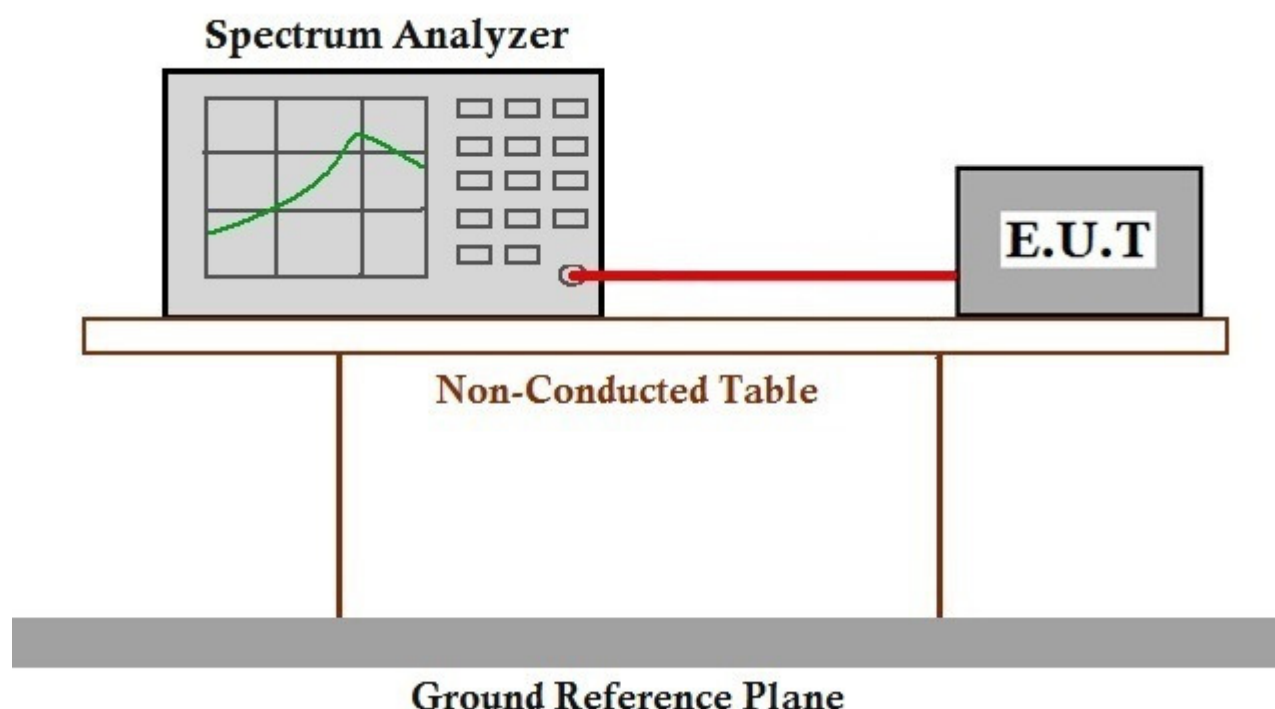 Spectrum Analyzer
E.U.T
Non-Conducted Table
Ground Reference Plane